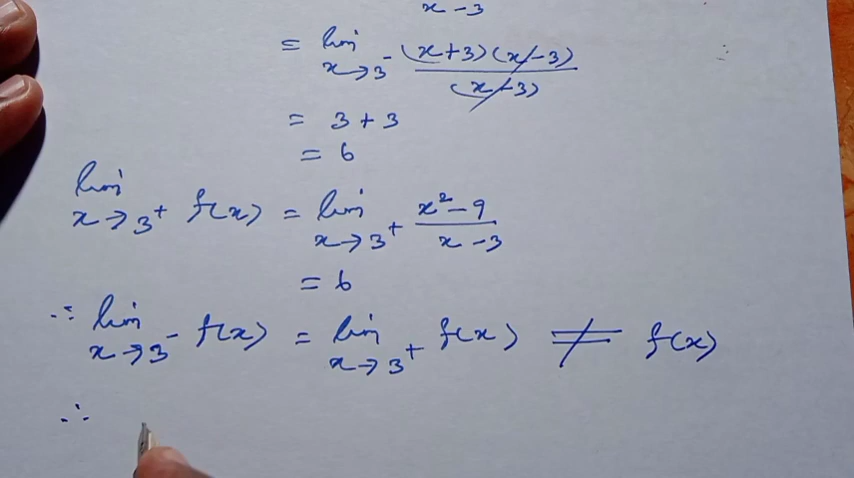 x - 3
= lim x→3⁻ (x+3)(x-3) / (x-3)
= 3 + 3
= 6
lim x→3⁺ f(x) = lim x→3⁺ x² - 9 / x - 3
= 6
∴ lim x→3⁻ f(x) = lim x→3⁺ f(x) ≠ f(x)
∴